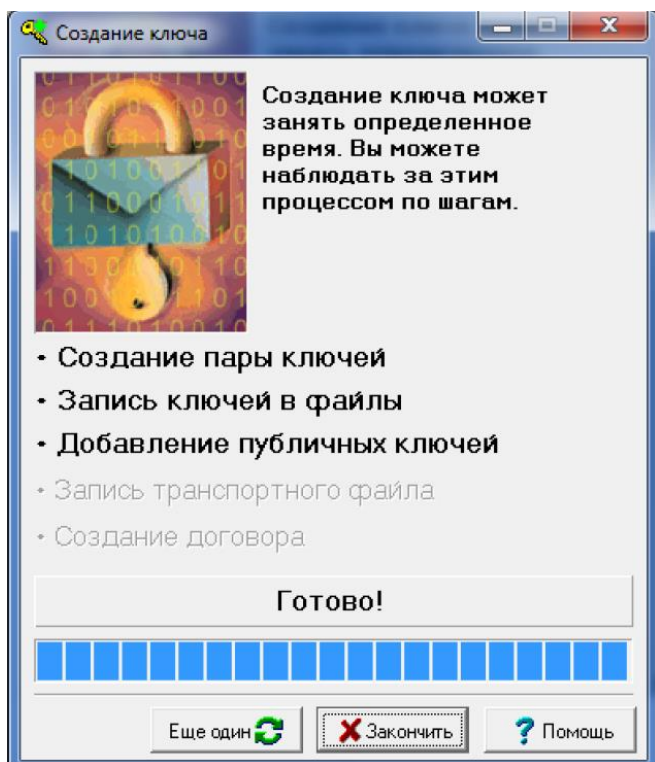 Создание ключа
Создание ключа может
занять определенное
время. Вы можете
наблюдать за этим
процессом по шагам.
• Создание пары ключей
• Запись ключей в файлы
• Добавление публичных ключей
• Запись транспортного файла
• Создание договора
Готово!
Еще один Закончить Помощь